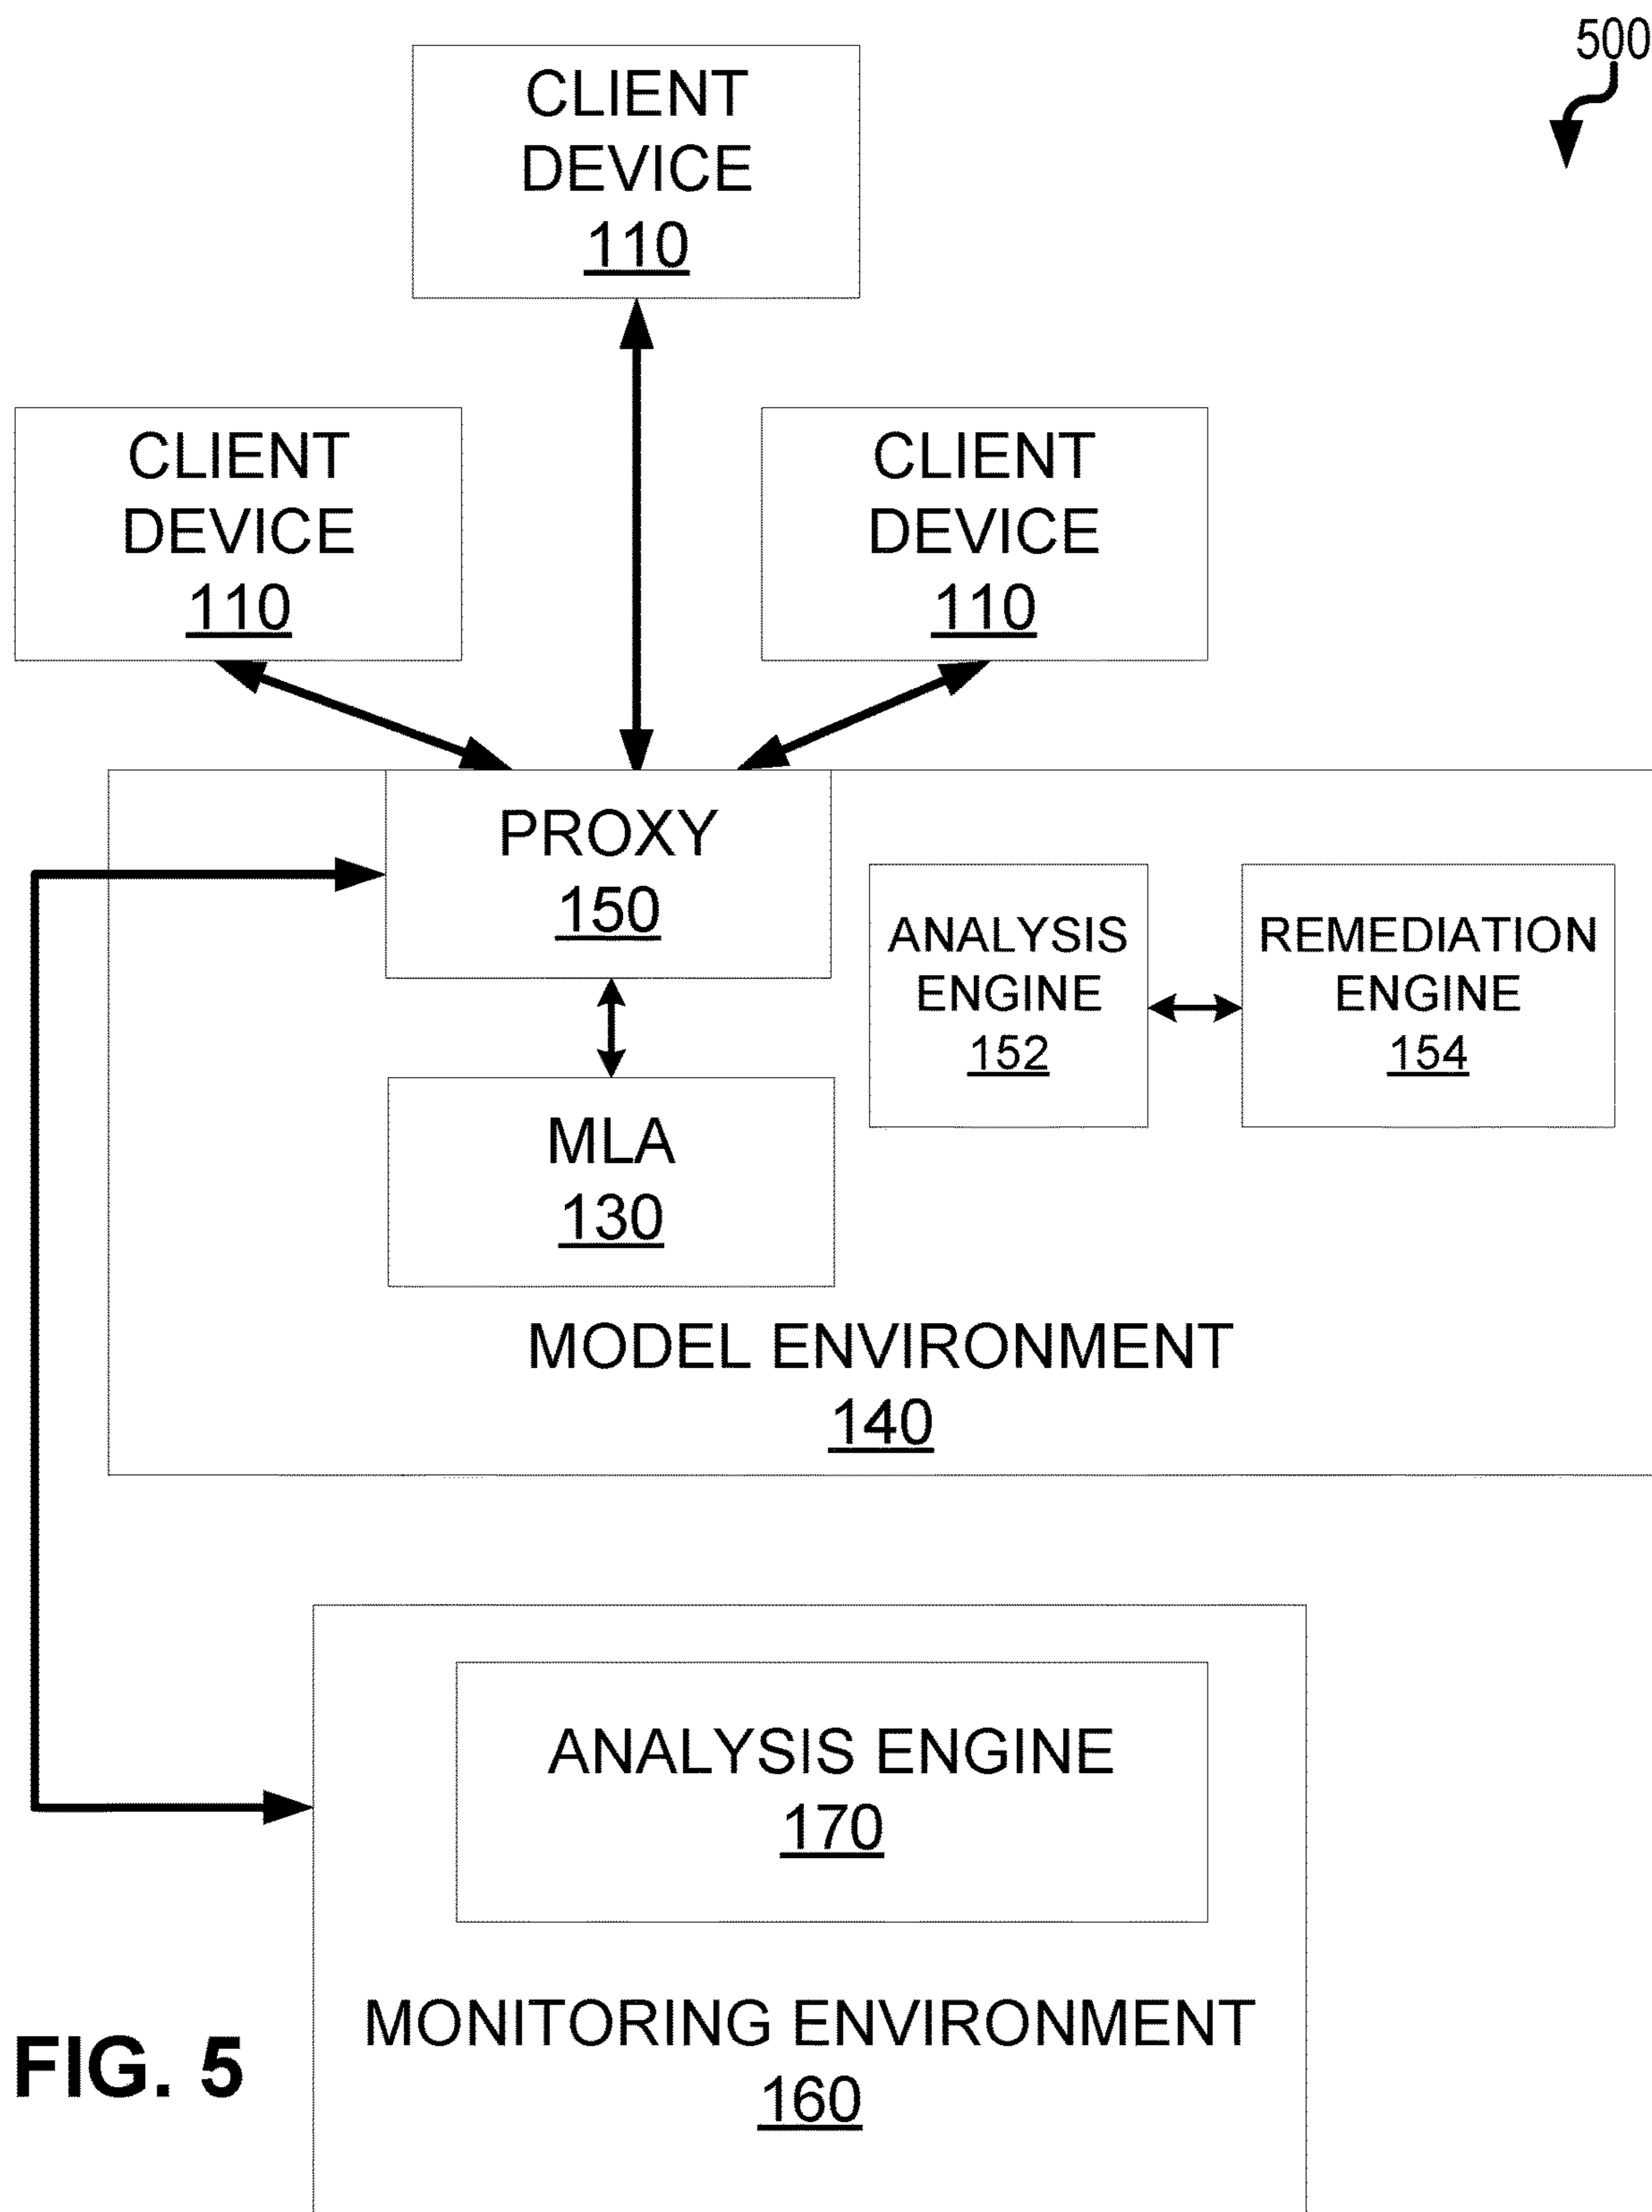 500
CLIENT
DEVICE
110
CLIENT
DEVICE
110
CLIENT
DEVICE
110
PROXY
150
ANALYSIS
ENGINE
152
REMEDIATION
ENGINE
154
MLA
130
MODEL ENVIRONMENT
140
ANALYSIS ENGINE
170
MONITORING ENVIRONMENT
160
FIG. 5